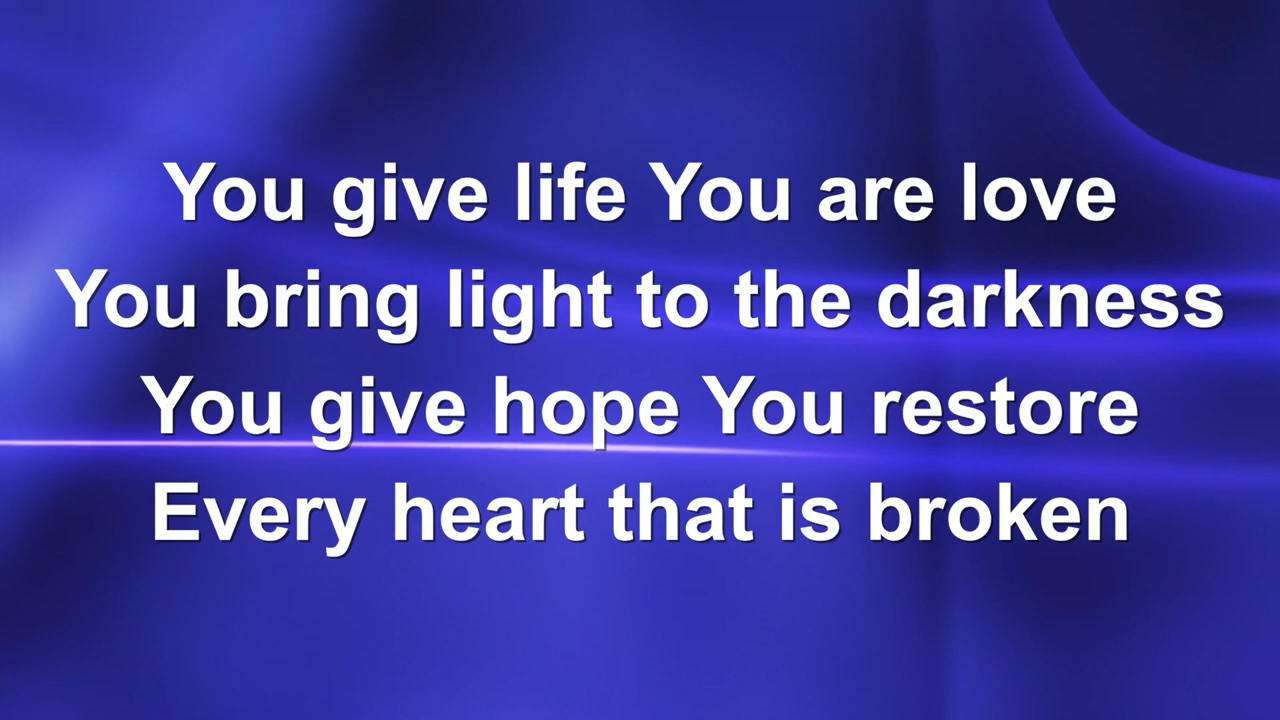 You give life You are love
You bring light to the darkness
You give hope You restore
Every heart that is broken